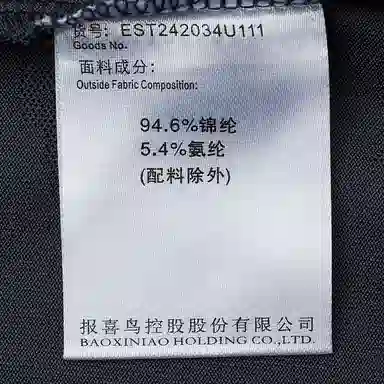 货号: EST242034U111
Goods No.
面料成分:
Outside Fabric Composition:
94.6%锦纶
5.4%氨纶
(配料除外)
报喜鸟控股股份有限公司
BAOXINIAO HOLDING CO.,LTD.